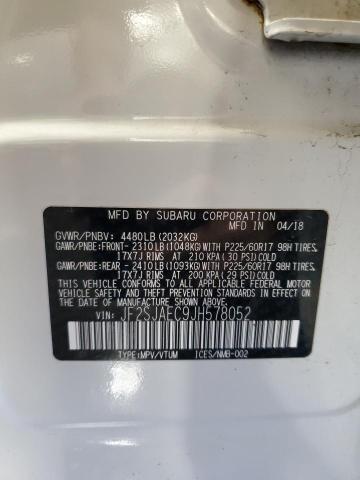 MFD BY SUBARU CORPORATION
MFD IN 04/18
GVWR/PNBV: 4480LB (2032KG)
GAWR/PNBE:FRONT- 2310LB(1048KG)WITH P225/60R17 98H TIRES,
17X7J RIMS AT 210 KPA (30 PSI)COLD
GAWR/PNBE:REAR - 2410LB(1093KG)WITH P225/60R17 98H TIRES,
17X7J RIMS AT 200 KPA (29 PSI)COLD
THIS VEHICLE CONFORMS TO ALL APPLICABLE FEDERAL MOTOR
VEHICLE SAFETY, BUMPER, AND THEFT PREVENTION STANDARDS
IN EFFECT ON THE DATE OF MANUFACTURE SHOWN ABOVE.
VIN: JF2SJAEC9JH578052
TYPE:MPV/VTUM ICES/NMB-002